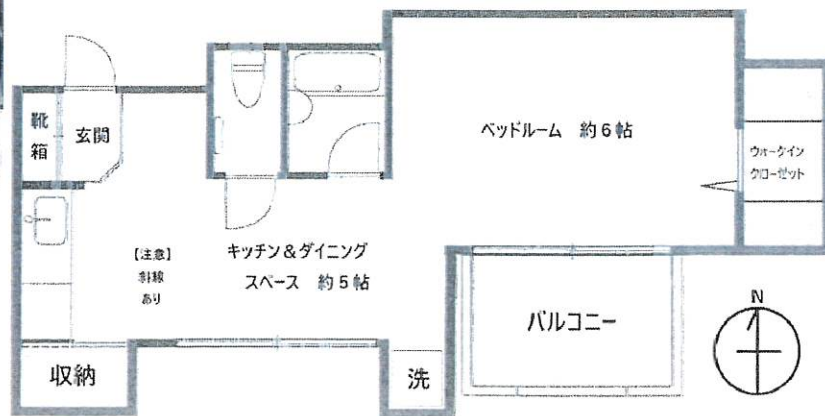 靴
箱
玄関
ベッドルーム 約6帖
ウォークイン
クローゼット
【注意】
斜線
あり
キッチン＆ダイニング
スペース 約5帖
バルコニー
N
収納
洗